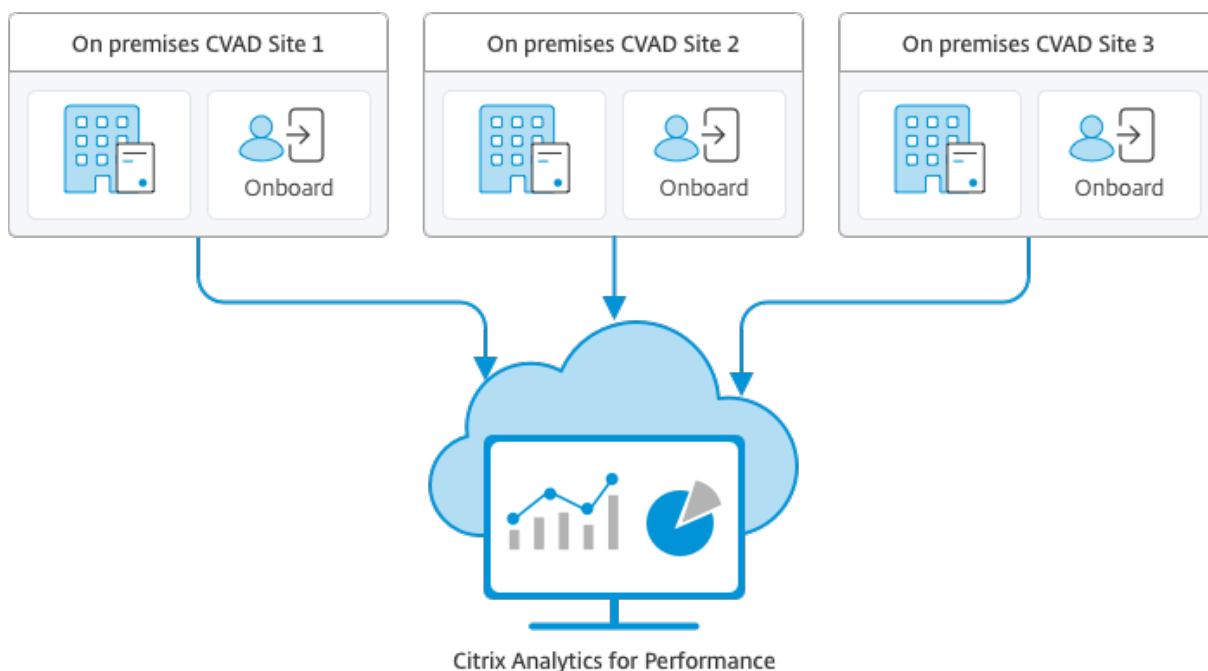 On premises CVAD Site 1
On premises CVAD Site 2
On premises CVAD Site 3
Onboard
Onboard
Onboard
Citrix Analytics for Performance